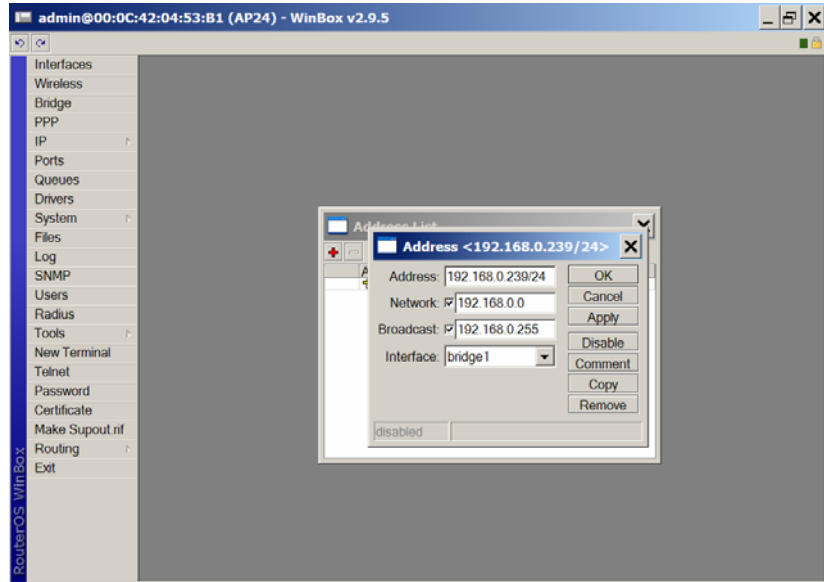 admin@00:0C:42:04:53:B1 (AP24) - WinBox v2.9.5
Interfaces
Wireless
Bridge
PPP
IP
Ports
Queues
Drivers
System
Files
Log
SNMP
Users
Radius
Tools
New Terminal
Telnet
Password
Certificate
Make Supout.rif
Routing
Exit
RouterOS WinBox
Address List
Address <192.168.0.239/24>
Address: 192.168.0.239/24
Network: 192.168.0.0
Broadcast: 192.168.0.255
Interface: bridge1
OK
Cancel
Apply
Disable
Comment
Copy
Remove
disabled